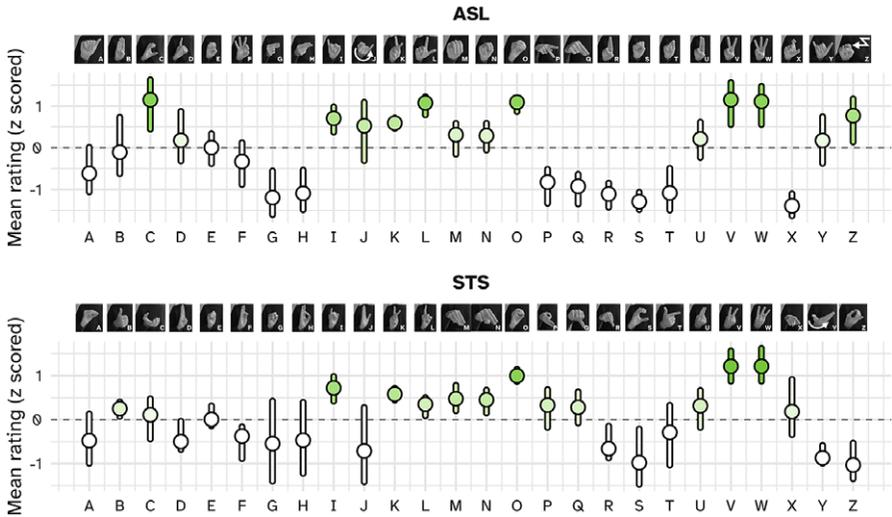 ASL
A B C D E F G H I J K L M N O P Q R S T U V W X Y Z
Mean rating (z scored)
1
0
-1
A B C D E F G H I J K L M N O P Q R S T U V W X Y Z
STS
A B C D E F G H I J K L M N O P Q R S T U V W X Y Z
Mean rating (z scored)
1
0
-1
A B C D E F G H I J K L M N O P Q R S T U V W X Y Z